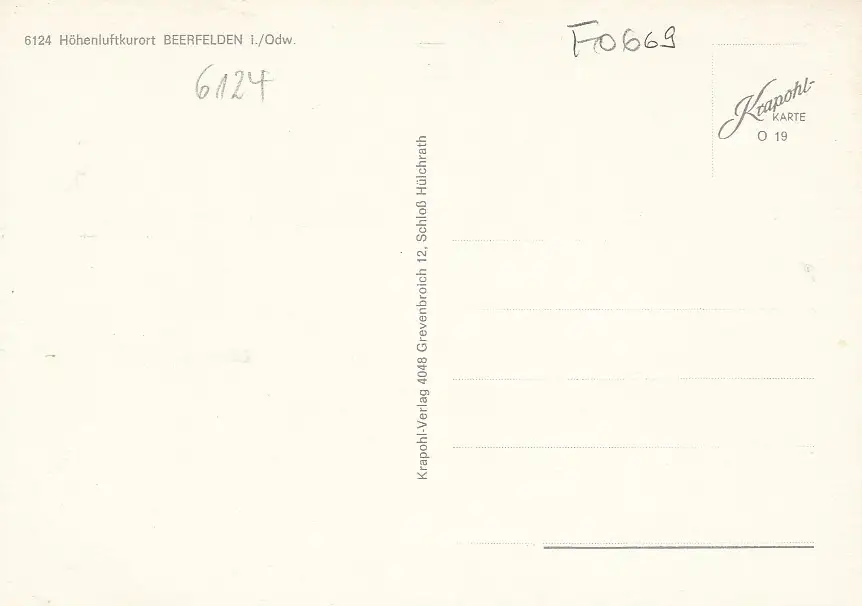 6124 Höhenluftkurort BEERFELDEN i./Odw.
6124
F0669
Krapohl-
KARTE
O 19
Krapohl-Verlag 4048 Grevenbroich 12, Schloß Hülchrath